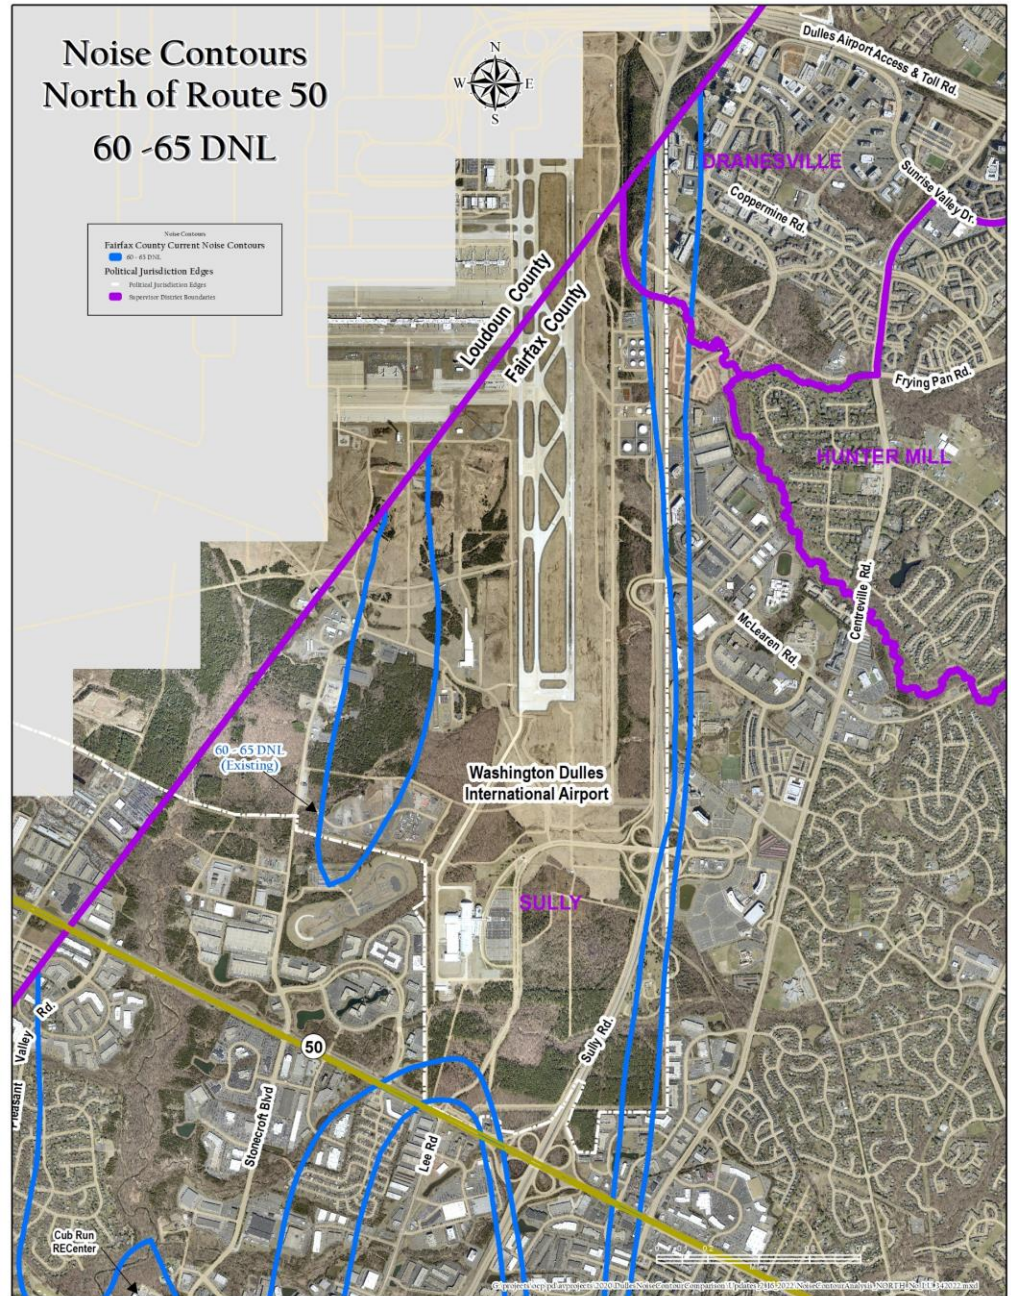 Noise Contours
North of Route 50
60 -65 DNL
N
W
E
S
Noise Contours
Fairfax County Current Noise Contours
60 - 65 DNL
Political Jurisdiction Edges
Political Jurisdiction Edges
Supervisor District Boundaries
Dulles Airport Access & Toll Rd.
DRANESVILLE
Sunrise Valley Dr.
Coppermine Rd.
Loudoun County
Fairfax County
Frying Pan Rd.
HUNTER MILL
Centreville Rd.
McLearen Rd.
60 - 65 DNL
(Existing)
Washington Dulles
International Airport
SULLY
Pleasant Valley Rd.
50
Sully Rd.
Stonecroft Blvd
Lee Rd
Cub Run
RECenter